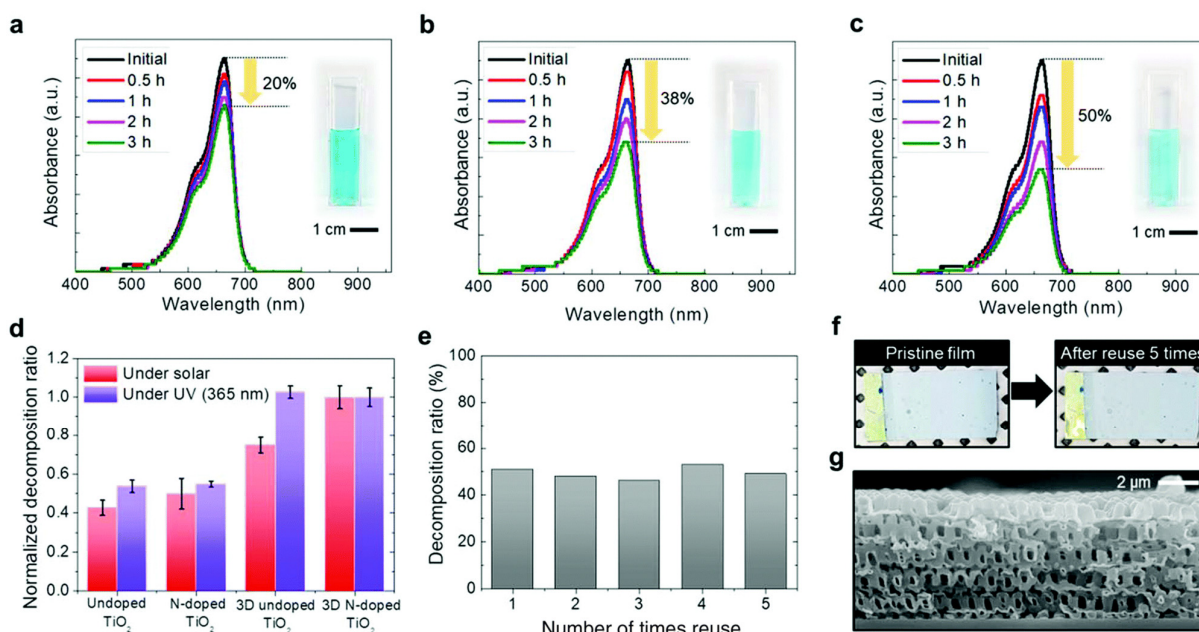 a
Absorbance (a.u.)
Initial
0.5 h
1 h
2 h
3 h
20%
1 cm
400 500 600 700 800 900
Wavelength (nm)
b
Absorbance (a.u.)
Initial
0.5 h
1 h
2 h
3 h
38%
1 cm
400 500 600 700 800 900
Wavelength (nm)
c
Absorbance (a.u.)
Initial
0.5 h
1 h
2 h
3 h
50%
1 cm
400 500 600 700 800 900
Wavelength (nm)
d
Normalized decomposition ratio
1.2
1.0
0.8
0.6
0.4
0.2
0.0
Under solar
Under UV (365 nm)
Undoped
TiO₂
N-doped
TiO₂
3D undoped
TiO₂
3D N-doped
TiO₂
e
Decomposition ratio (%)
100
80
60
40
20
0
1 2 3 4 5
Number of times reuse
f
Pristine film
After reuse 5 times
g
2 μm